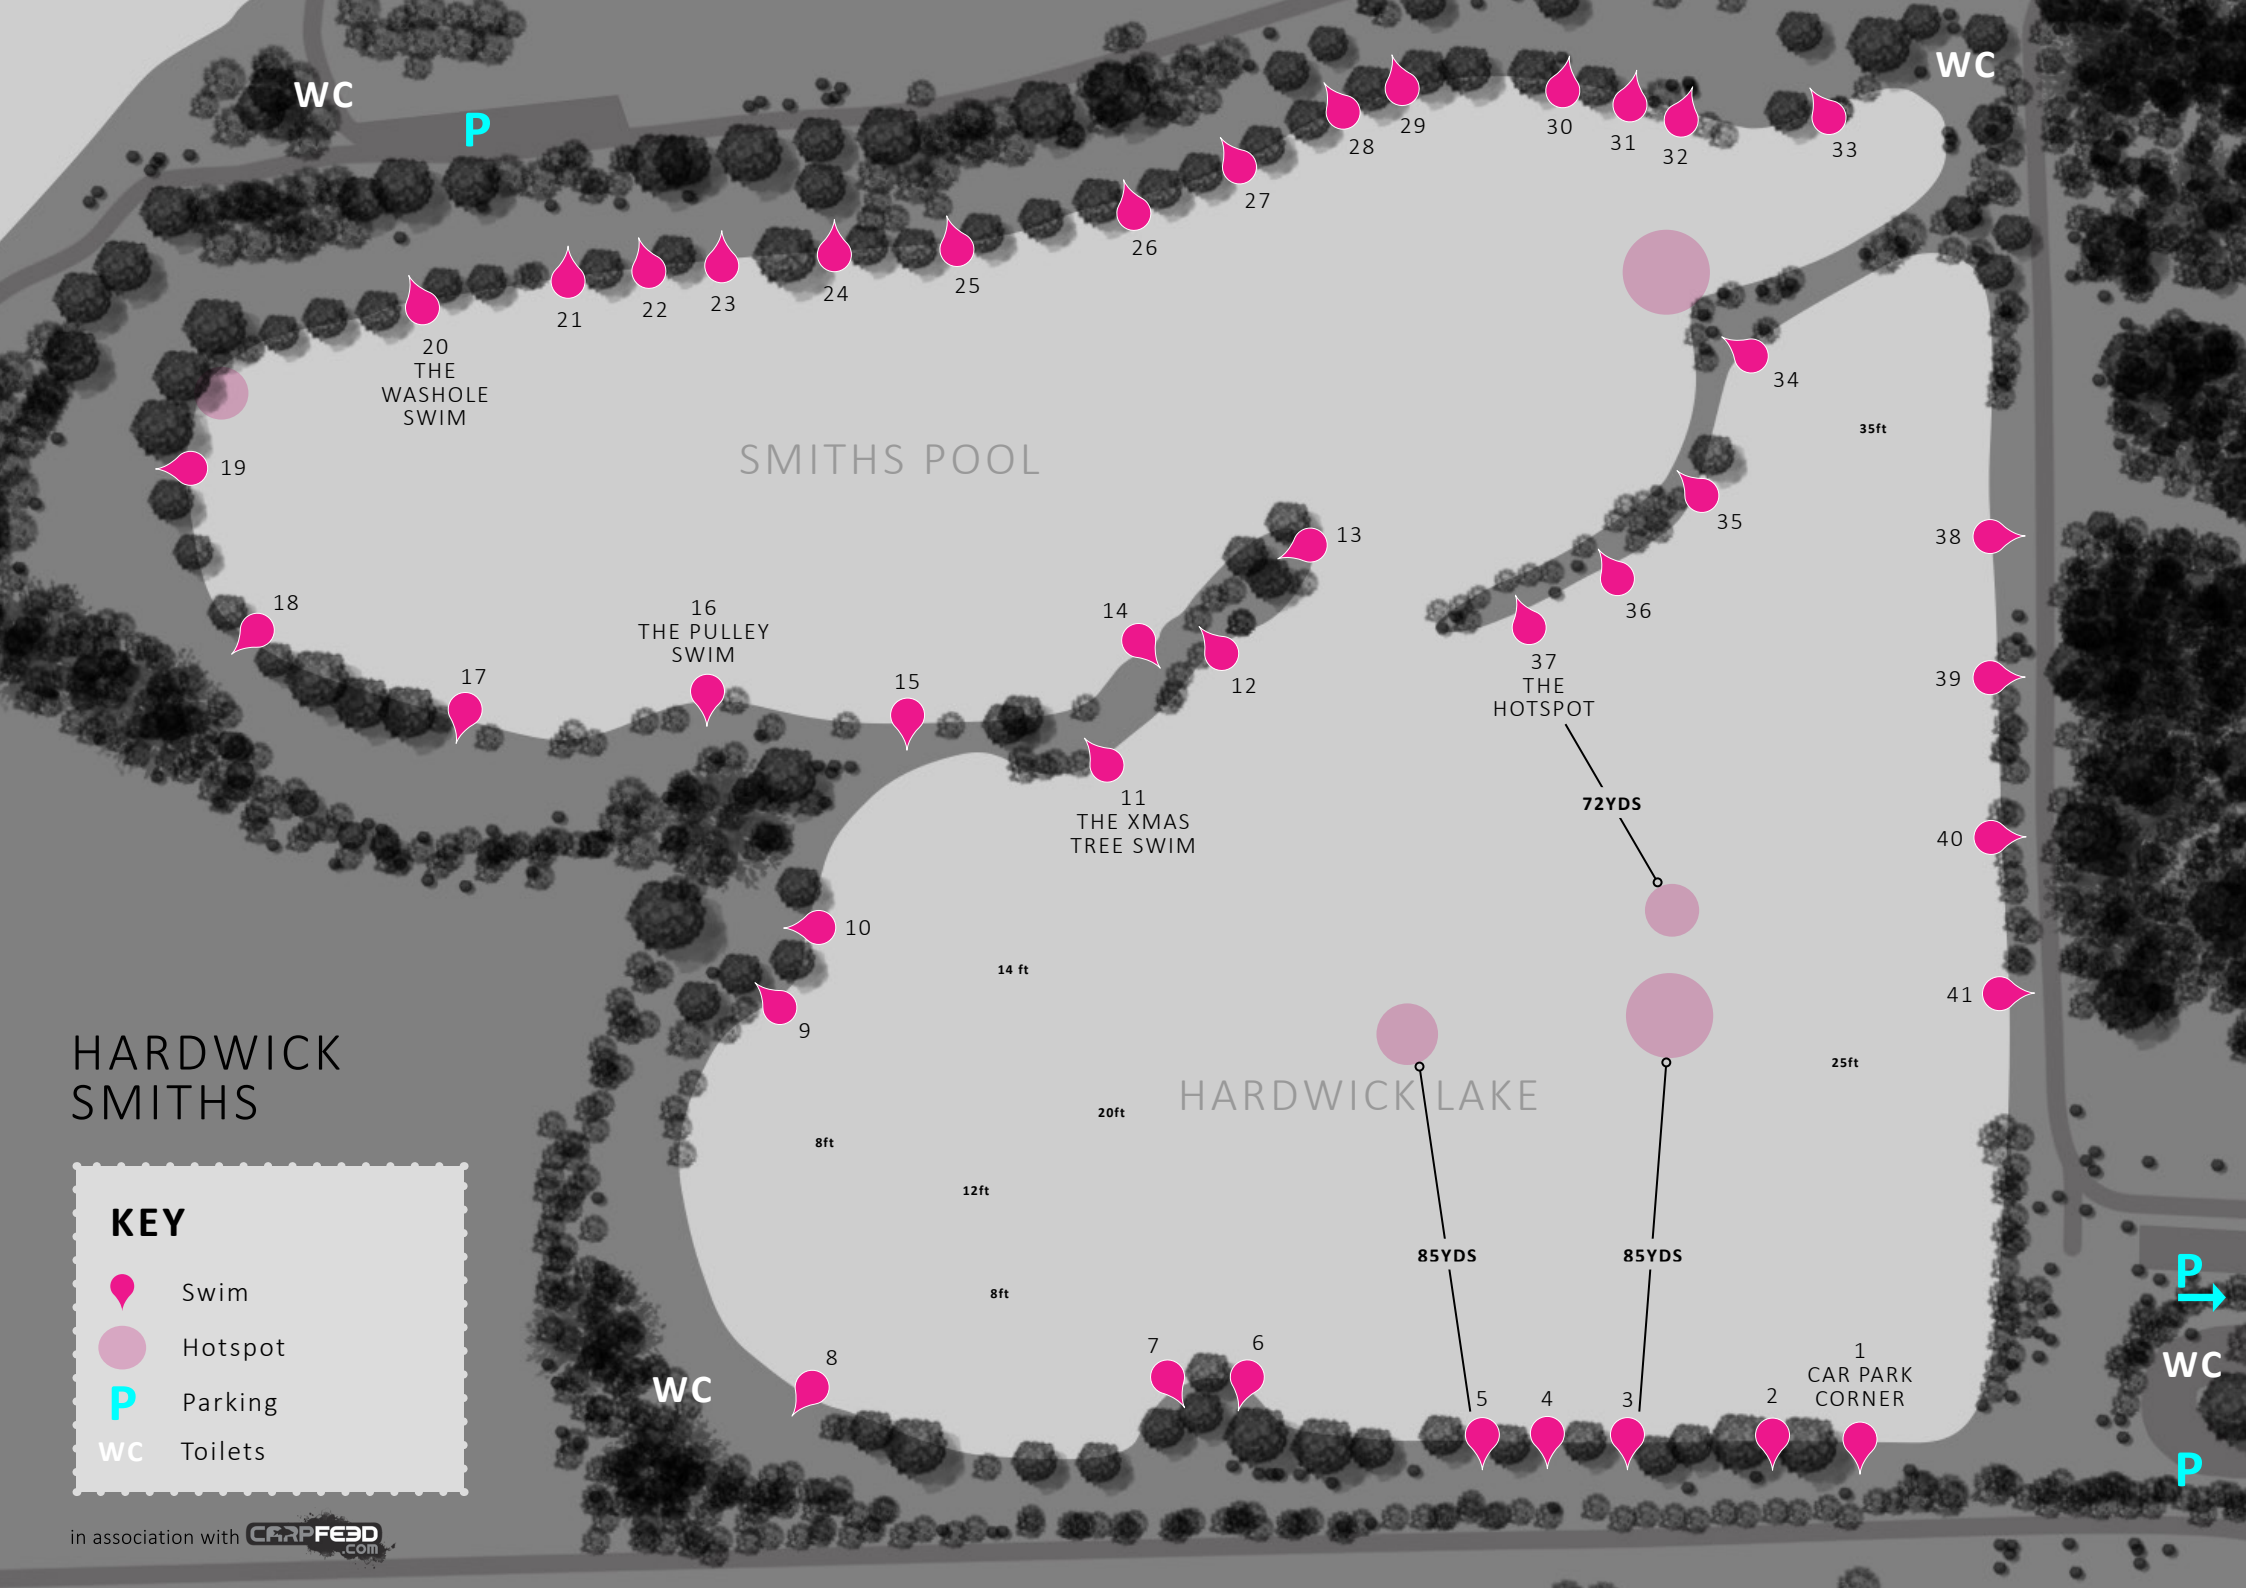 WC
WC
P
28
29
30
31
32
33
27
26
25
24
23
22
21
20
THE
WASHOLE
SWIM
34
SMITHS POOL
35ft
19
35
13
38
36
18
14
16
THE PULLEY
SWIM
12
37
THE
HOTSPOT
39
17
15
11
THE XMAS
TREE SWIM
72YDS
40
10
14 ft
41
9
HARDWICK
SMITHS
25ft
HARDWICK LAKE
20ft
8ft
12ft
85YDS
85YDS
8ft
P
KEY
Swim
Hotspot
P Parking
WC Toilets
8
7
6
1
CAR PARK
CORNER
WC
WC
5
4
3
2
P
in association with CARPFEED
.COM